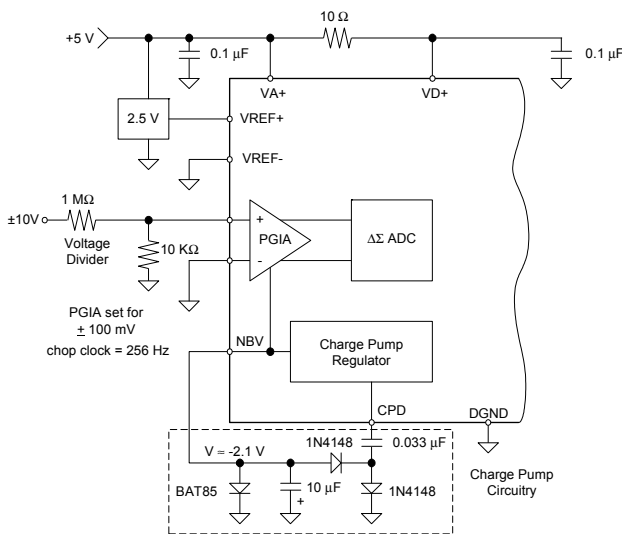 10 Ω
+5 V
0.1 µF
0.1 µF
VA+
VD+
2.5 V
VREF+
VREF-
±10V
1 MΩ
Voltage
Divider
10 KΩ
+
PGIA
-
ΔΣ ADC
PGIA set for
± 100 mV
chop clock = 256 Hz
NBV
Charge Pump
Regulator
CPD
DGND
V = -2.1 V
1N4148
0.033 µF
BAT85
10 µF
+
1N4148
Charge Pump
Circuitry